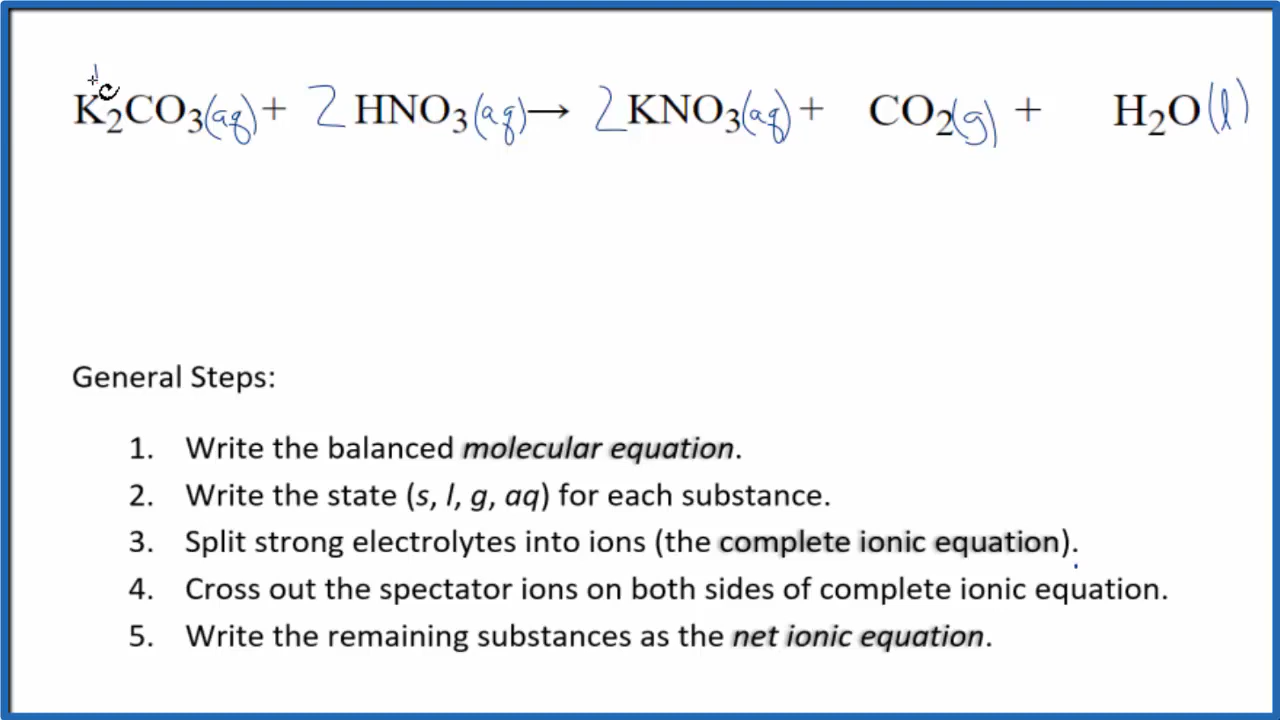 K₂CO₃(aq) + 2 HNO₃(aq) → 2 KNO₃(aq) + CO₂(g) + H₂O(l)
General Steps:
1. Write the balanced molecular equation.
2. Write the state (s, l, g, aq) for each substance.
3. Split strong electrolytes into ions (the complete ionic equation).
4. Cross out the spectator ions on both sides of complete ionic equation.
5. Write the remaining substances as the net ionic equation.